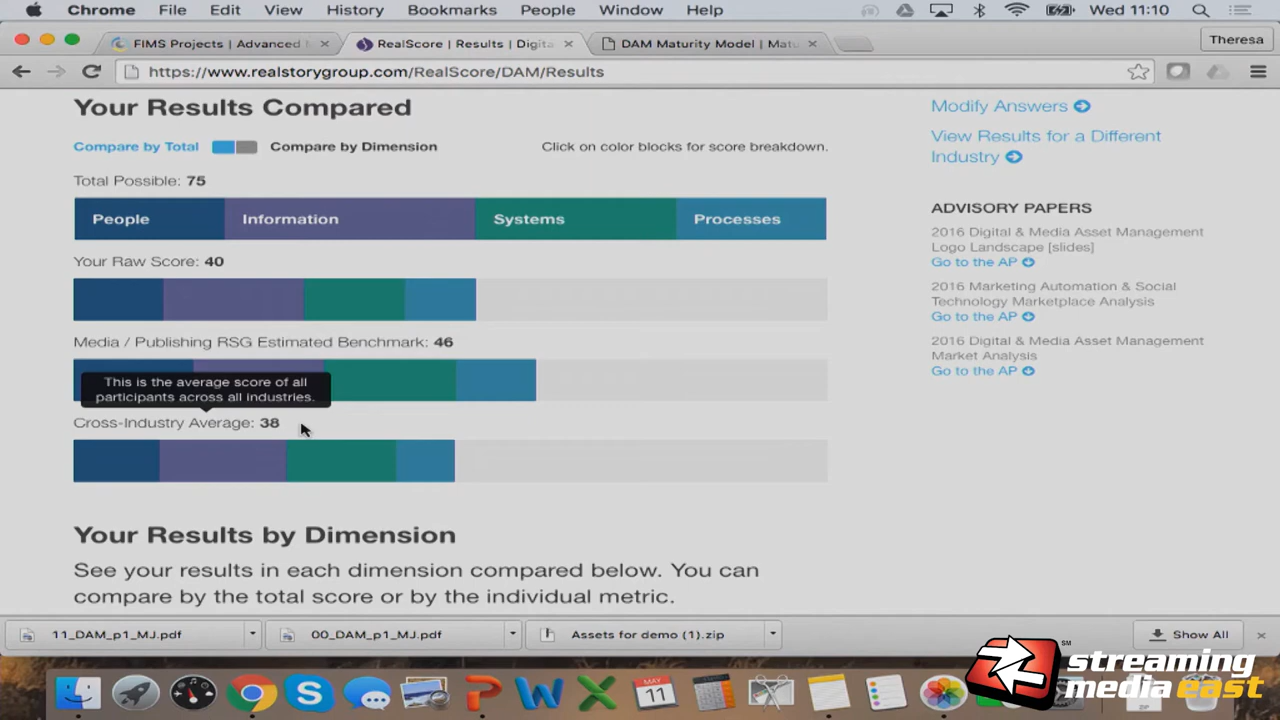 Chrome File Edit View History Bookmarks People Window Help Wed 11:10
FIMS Projects | Advanced
RealScore | Results | Digita
DAM Maturity Model | Matu
Theresa
https://www.realstorygroup.com/RealScore/DAM/Results
Your Results Compared
Compare by Total Compare by Dimension Click on color blocks for score breakdown.
Total Possible: 75
People Information Systems Processes
Your Raw Score: 40
Media / Publishing RSG Estimated Benchmark: 46
This is the average score of all
participants across all industries.
Cross-Industry Average: 38
Your Results by Dimension
See your results in each dimension compared below. You can
compare by the total score or by the individual metric.
Modify Answers
View Results for a Different
Industry
ADVISORY PAPERS
2016 Digital & Media Asset Management
Logo Landscape [slides]
Go to the AP
2016 Marketing Automation & Social
Technology Marketplace Analysis
Go to the AP
2016 Digital & Media Asset Management
Market Analysis
Go to the AP
11_DAM_p1_MJ.pdf
00_DAM_p1_MJ.pdf
Assets for demo (1).zip
Show All
MAY
11
streaming
mediaeast
SM
ZIP